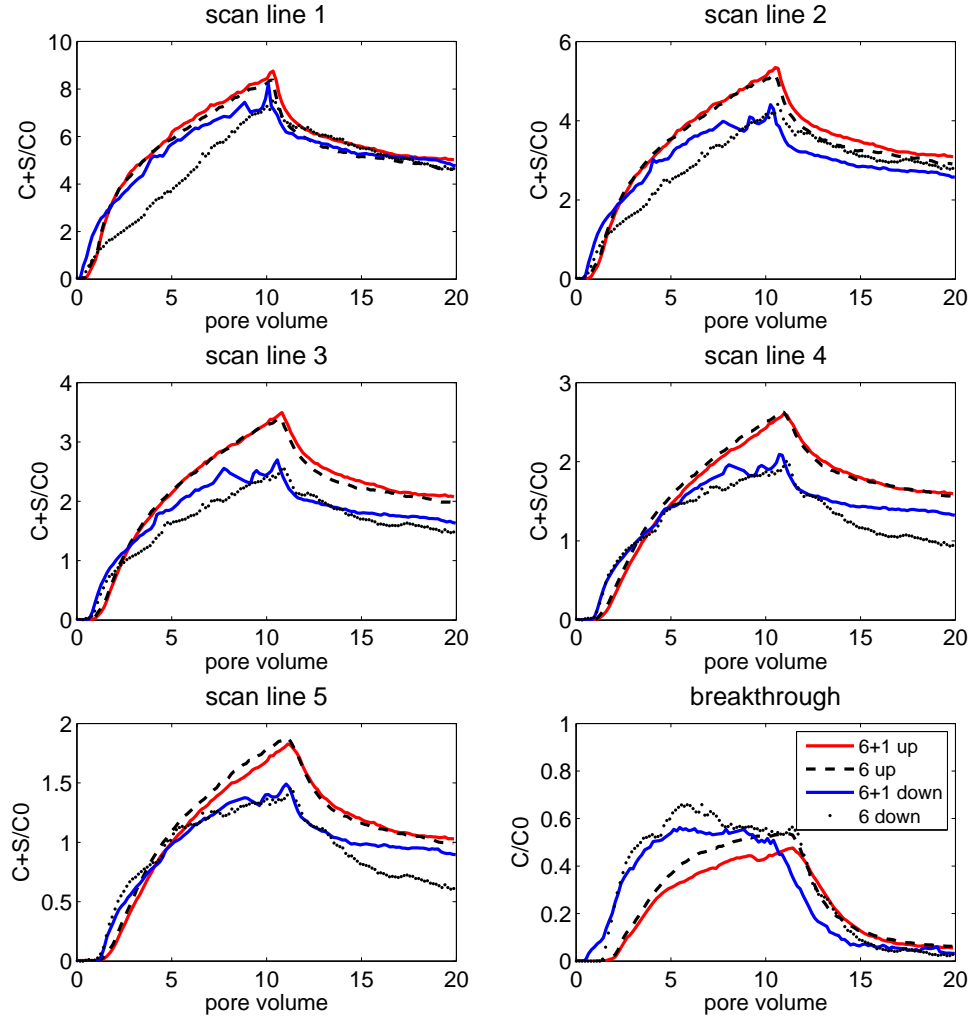 scan line 1
10
8
6
4
2
0
C+S/C0
0 5 10 15 20
pore volume
scan line 2
6
4
2
0
C+S/C0
0 5 10 15 20
pore volume
scan line 3
4
3
2
1
0
C+S/C0
0 5 10 15 20
pore volume
scan line 4
3
2
1
0
C+S/C0
0 5 10 15 20
pore volume
scan line 5
2
1.5
1
0.5
0
C+S/C0
0 5 10 15 20
pore volume
breakthrough
1
0.8
0.6
0.4
0.2
0
C/C0
0 5 10 15 20
pore volume
6+1 up
6 up
6+1 down
6 down